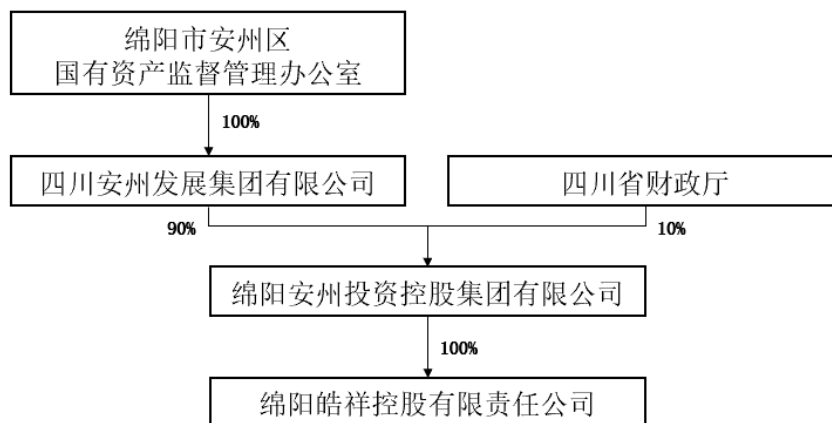 绵阳市安州区
国有资产监督管理办公室
100%
四川安州发展集团有限公司
四川省财政厅
90%
10%
绵阳安州投资控股集团有限公司
100%
绵阳皓祥控股有限责任公司